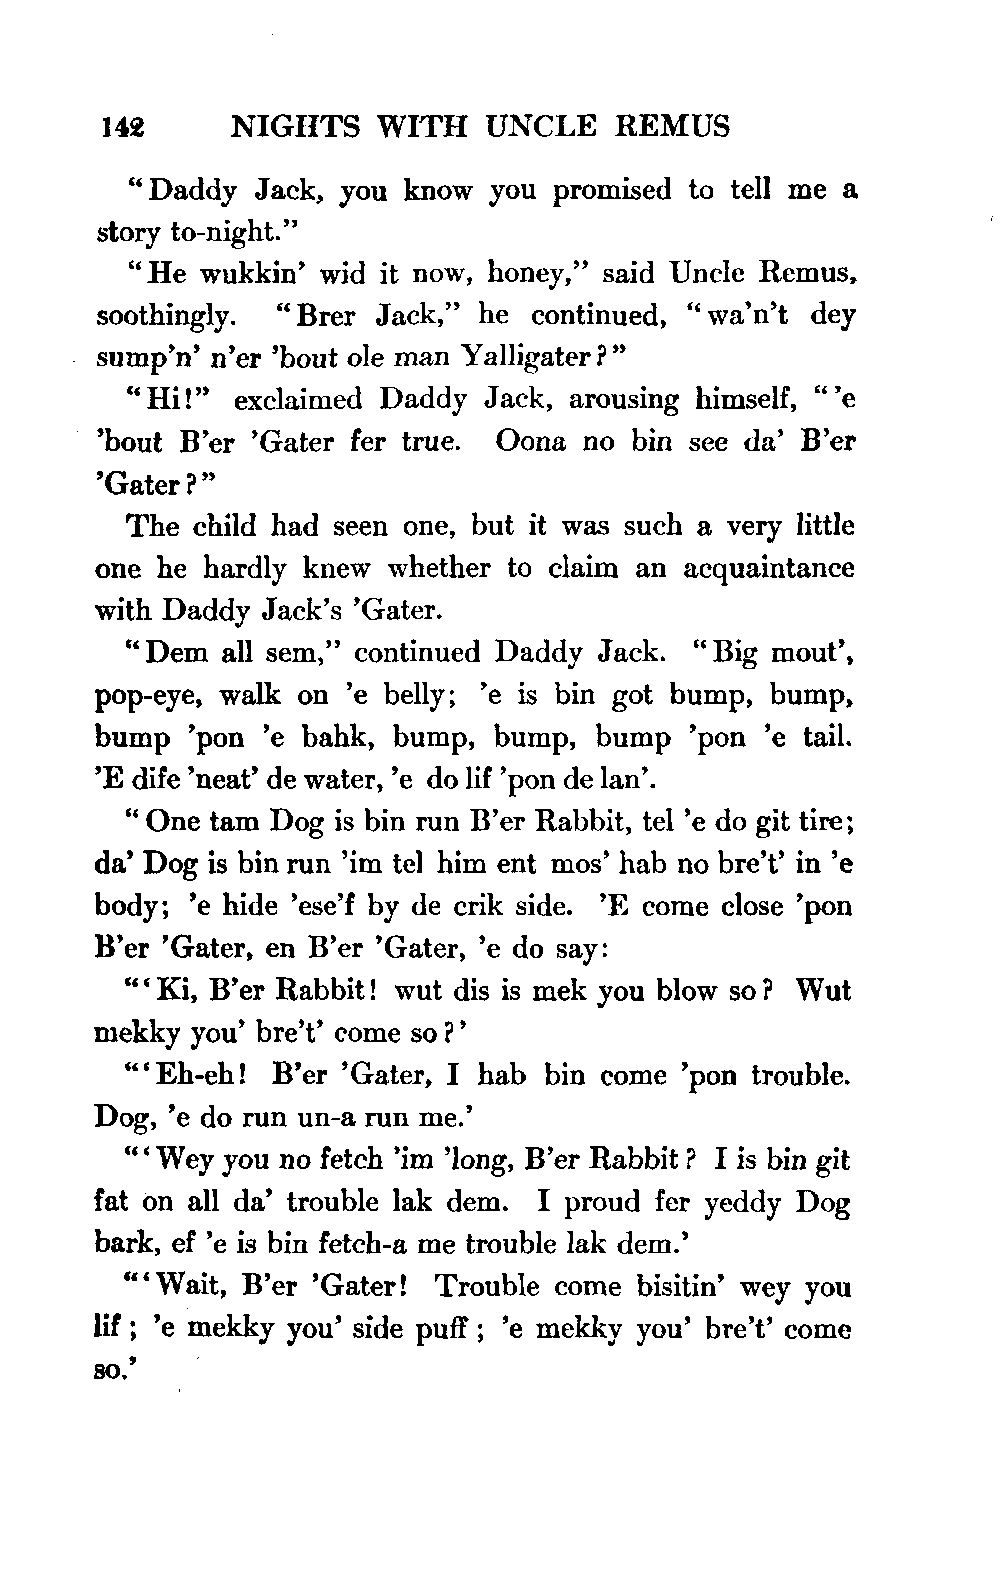 142 NIGHTS WITH UNCLE REMUS
“Daddy Jack, you know you promised to tell me a
story to-night.”
“He wukkin’ wid it now, honey,” said Uncle Remus,
soothingly. “Brer Jack,” he continued, “wa’n’t dey
sump’n’ n’er ’bout ole man Yalligater?”
“Hi!” exclaimed Daddy Jack, arousing himself, “’e
’bout B’er ’Gater fer true. Oona no bin see da’ B’er
’Gater?”
The child had seen one, but it was such a very little
one he hardly knew whether to claim an acquaintance
with Daddy Jack’s ’Gater.
“Dem all sem,” continued Daddy Jack. “Big mout’,
pop-eye, walk on ’e belly; ’e is bin got bump, bump,
bump ’pon ’e bahk, bump, bump, bump ’pon ’e tail.
’E dife ’neat’ de water, ’e do lif ’pon de lan’.
“One tam Dog is bin run B’er Rabbit, tel ’e do git tire;
da’ Dog is bin run ’im tel him ent mos’ hab no bre’t’ in ’e
body; ’e hide ’ese’f by de crik side. ’E come close ’pon
B’er ’Gater, en B’er ’Gater, ’e do say:
“‘Ki, B’er Rabbit! wut dis is mek you blow so? Wut
mekky you’ bre’t’ come so?’
“‘Eh-eh! B’er ’Gater, I hab bin come ’pon trouble.
Dog, ’e do run un-a run me.’
“‘Wey you no fetch ’im ’long, B’er Rabbit? I is bin git
fat on all da’ trouble lak dem. I proud fer yeddy Dog
bark, ef ’e is bin fetch-a me trouble lak dem.’
“‘Wait, B’er ’Gater! Trouble come bisitin’ wey you
lif; ’e mekky you’ side puff; ’e mekky you’ bre’t’ come
so.’